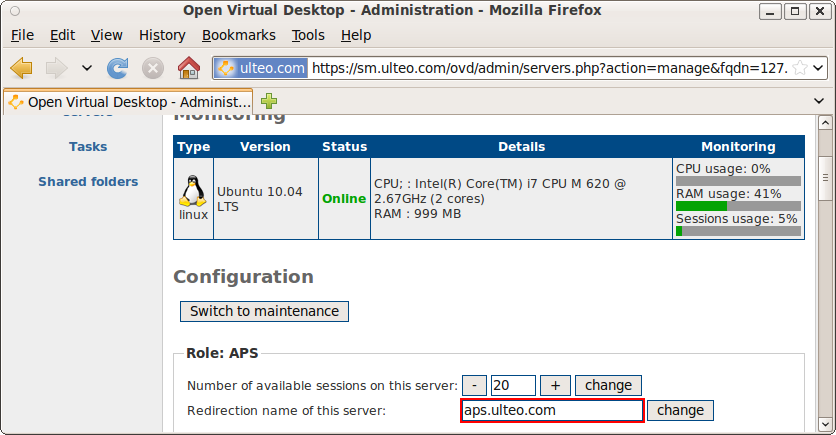 Open Virtual Desktop - Administration - Mozilla Firefox
File Edit View History Bookmarks Tools Help
ulteo.com https://sm.ulteo.com/ovd/admin/servers.php?action=manage&fqdn=127.
Open Virtual Desktop - Administ...
Servers
Monitoring
Tasks
Shared folders
Type Version Status Details Monitoring
linux
Ubuntu 10.04
LTS
Online
CPU; : Intel(R) Core(TM) i7 CPU M 620 @
2.67GHz (2 cores)
RAM : 999 MB
CPU usage: 0%
RAM usage: 41%
Sessions usage: 5%
Configuration
Switch to maintenance
Role: APS
Number of available sessions on this server: - 20 + change
Redirection name of this server: aps.ulteo.com change